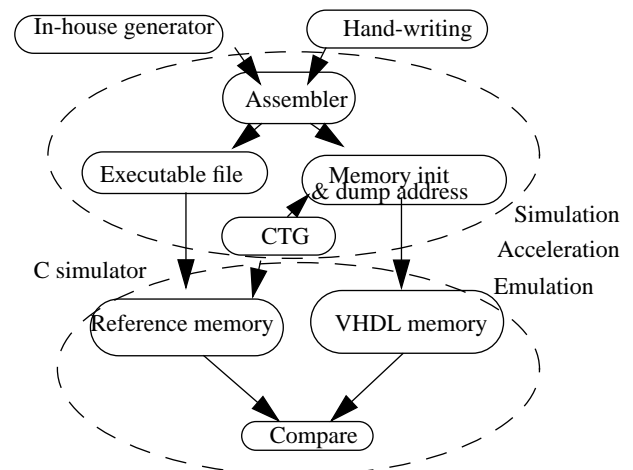 In-house generator
Hand-writing
Assembler
Executable file
Memory init
& dump address
CTG
Simulation
Acceleration
Emulation
C simulator
Reference memory
VHDL memory
Compare